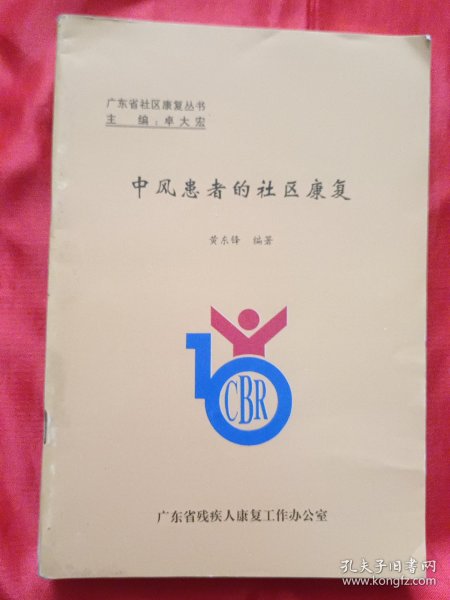 广东省社区康复丛书
主 编:卓大宏
中风患者的社区康复
黄东锋 编著
CBR
广东省残疾人康复工作办公室
孔夫子旧书网
www.kongfz.com